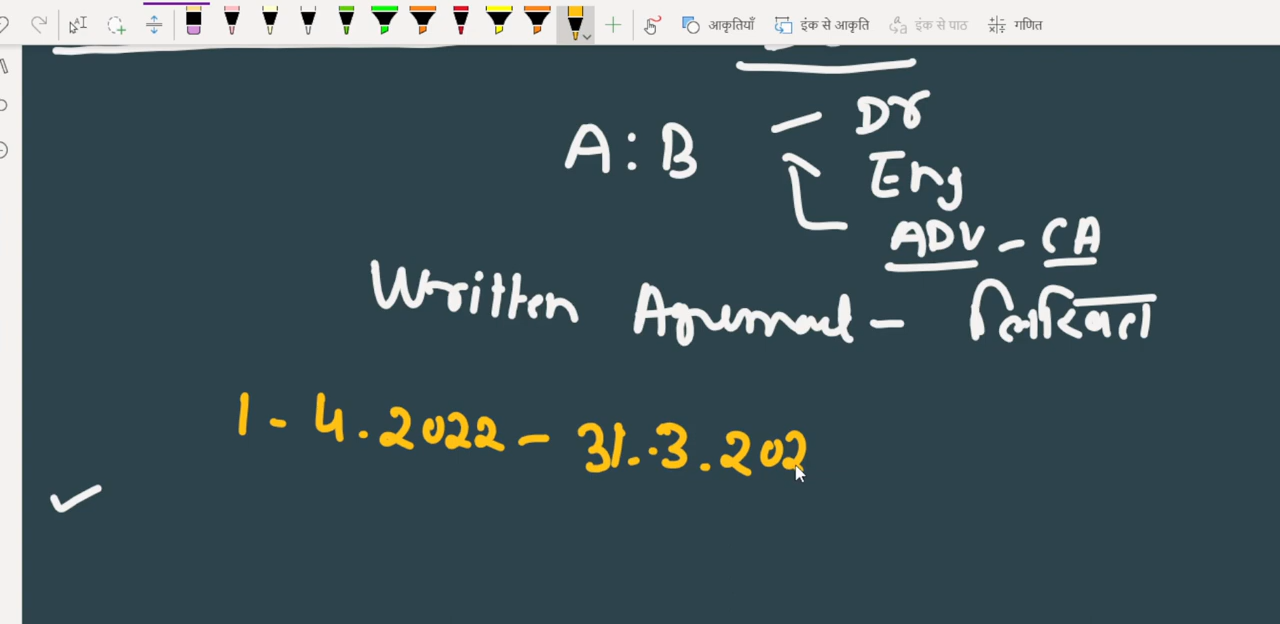 आकृतियाँ इंक से आकृति इंक से पाठ गणित
A : B - Dr
Eng
ADV - CA
Written Agreement -
1 - 4.2022 - 31.3.202